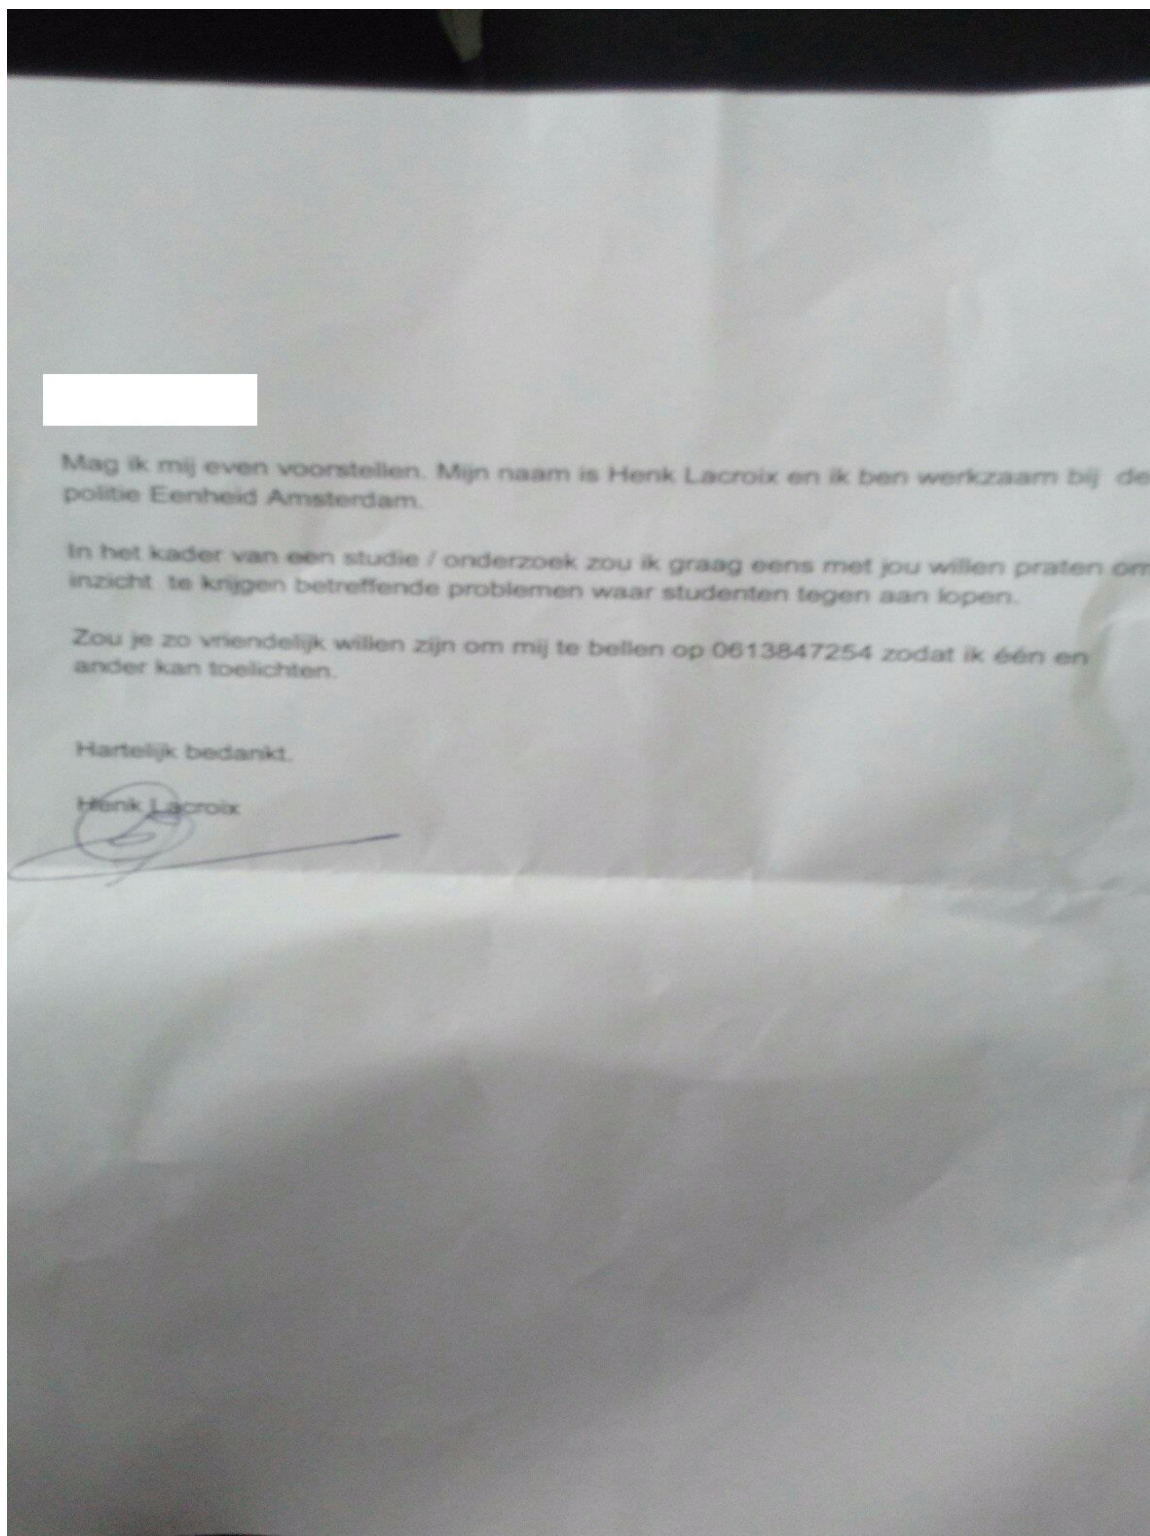 Mag ik mij even voorstellen. Mijn naam is Henk Lacroix en ik ben werkzaam bij de
politie Eenheid Amsterdam.
In het kader van een studie / onderzoek zou ik graag eens met jou willen praten om
inzicht te krijgen betreffende problemen waar studenten tegen aan lopen.
Zou je zo vriendelijk willen zijn om mij te bellen op 0613847254 zodat ik één en
ander kan toelichten.
Hartelijk bedankt.
Henk Lacroix